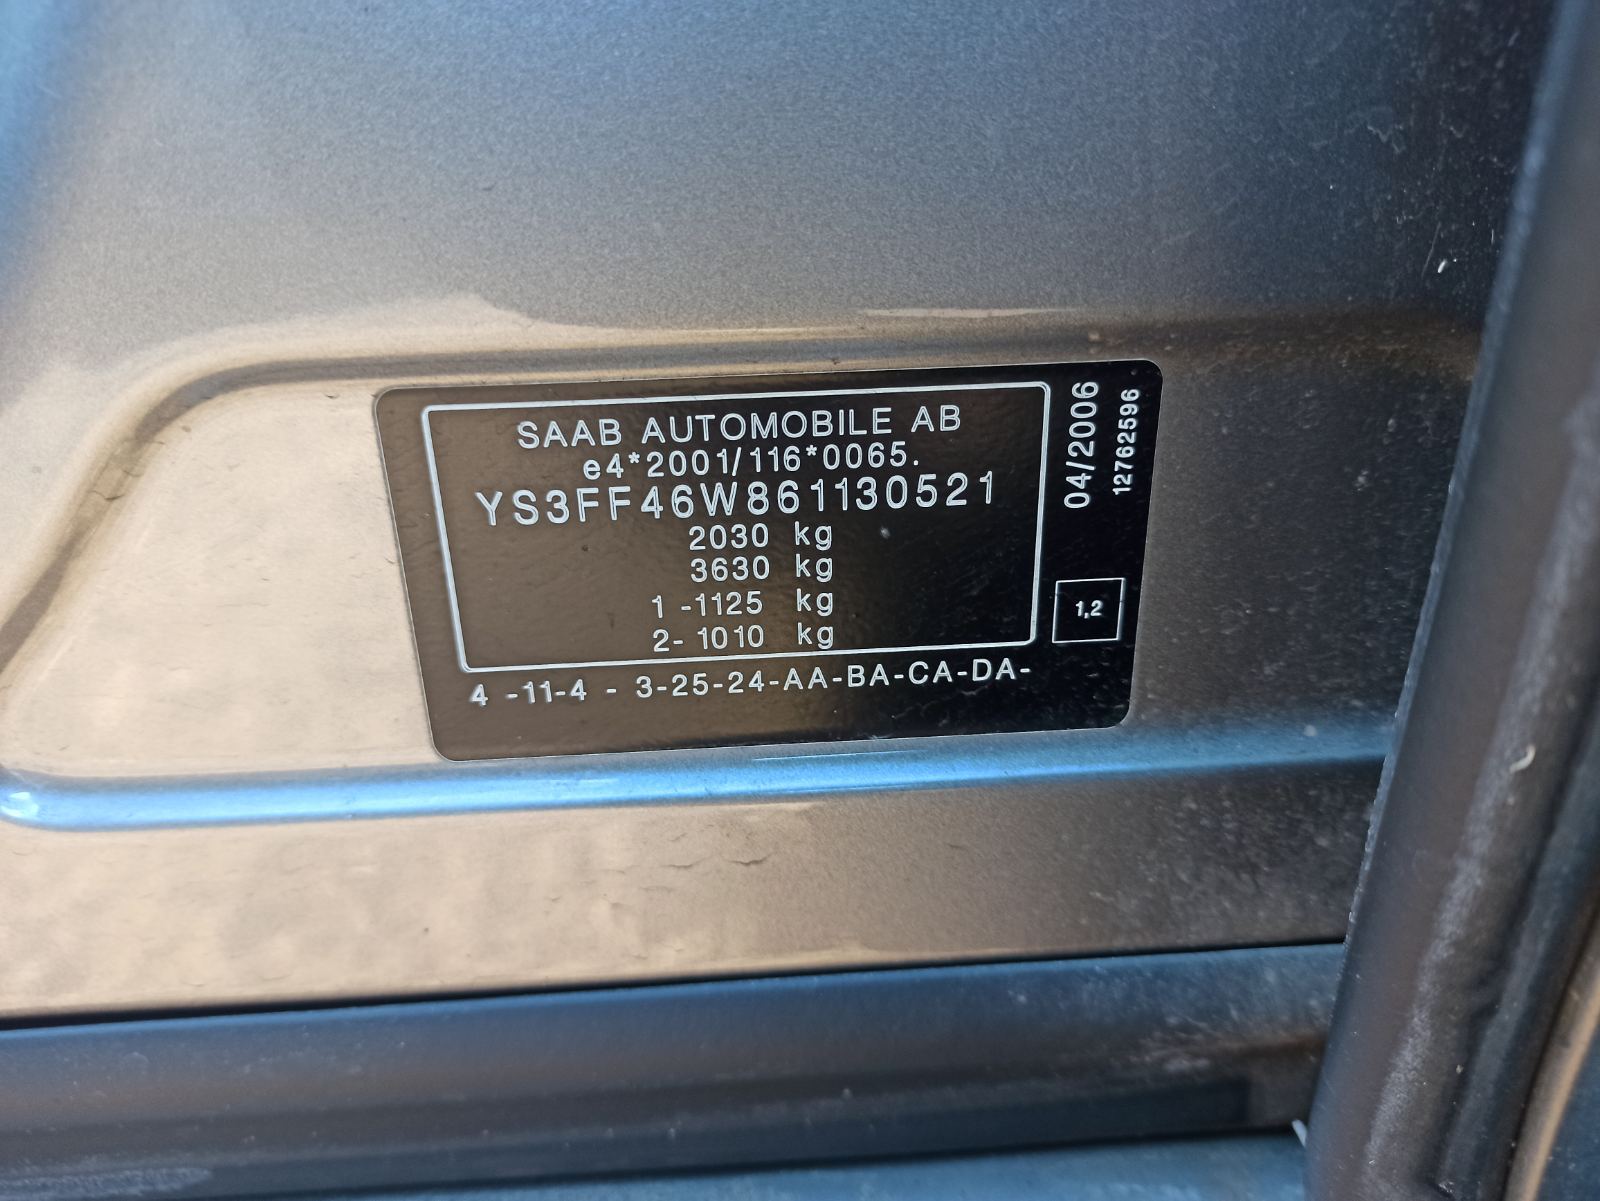 SAAB AUTOMOBILE AB
e4*2001/116*0065.
YS3FF46W861130521
2030 kg
3630 kg
1 -1125 kg
2- 1010 kg
4 -11-4 - 3-25-24-AA-BA-CA-DA-
04/2006
12762596
1,2